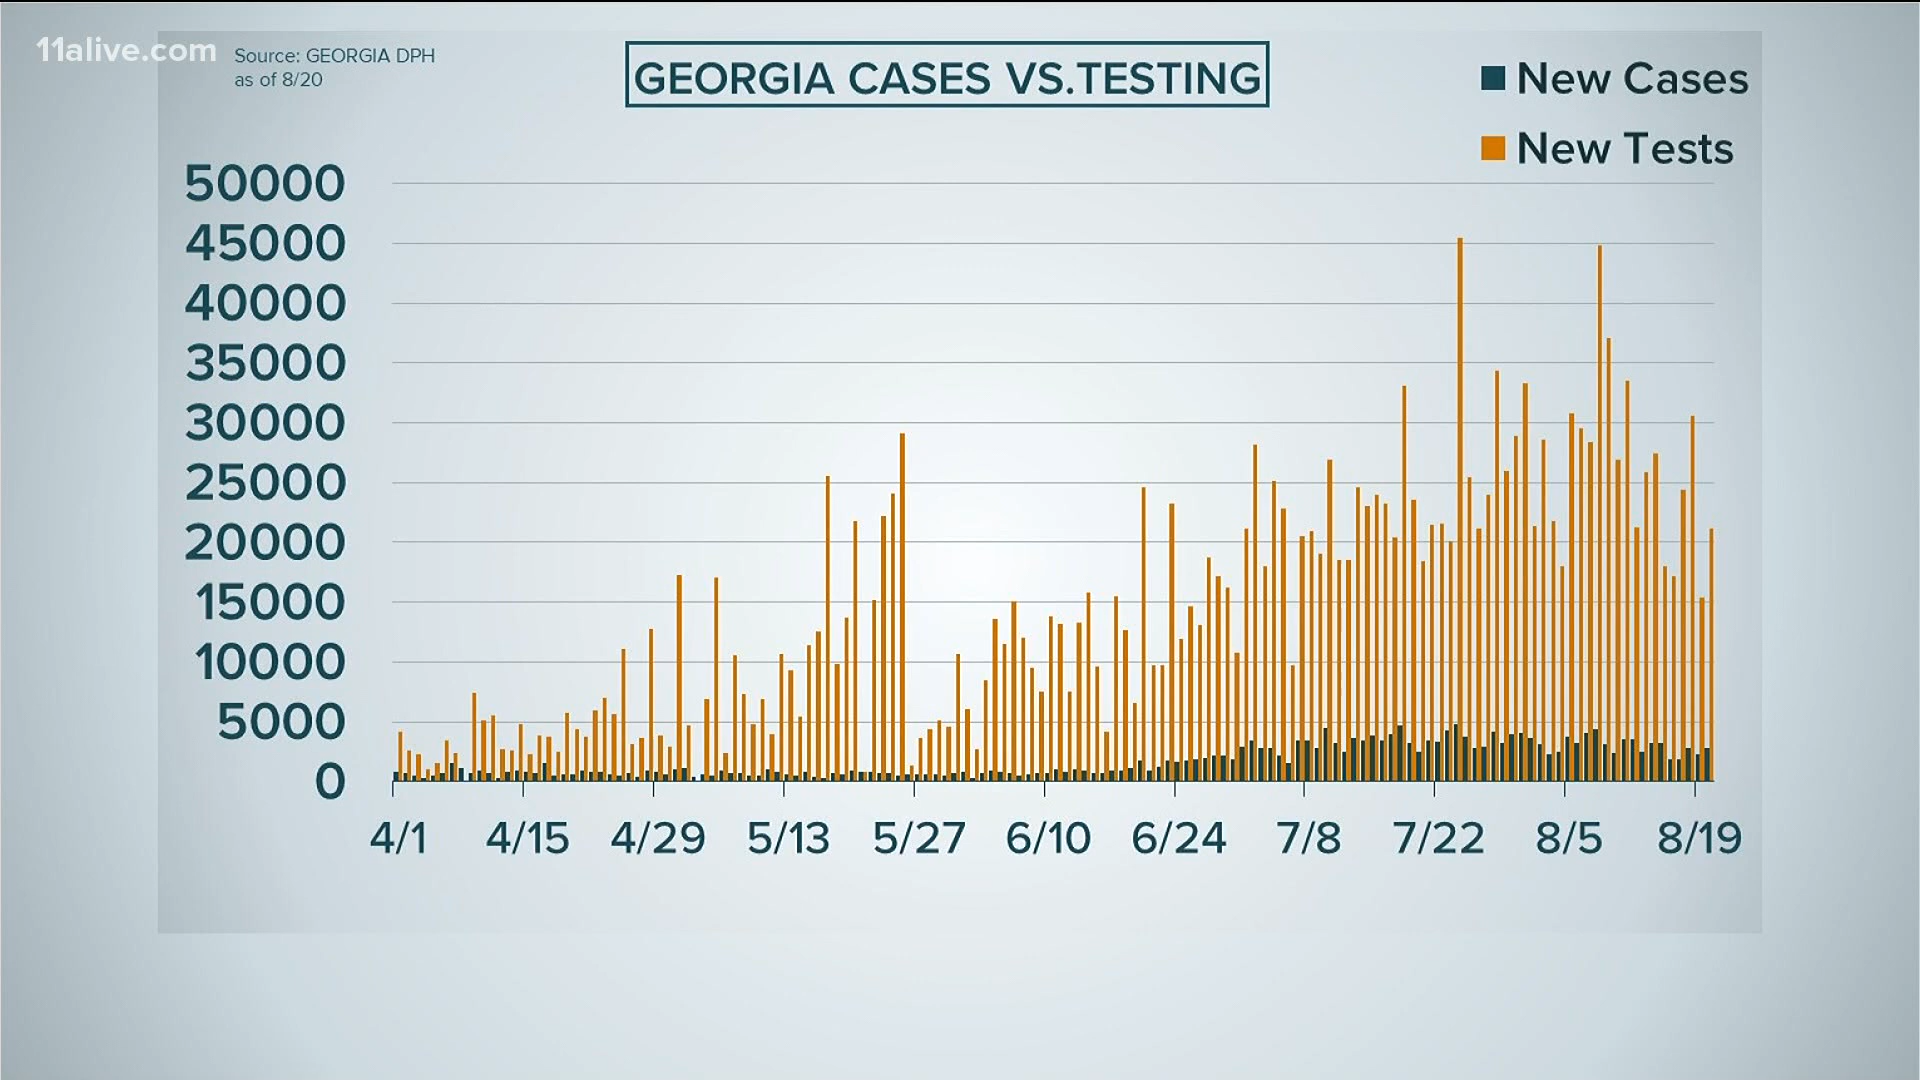 11alive.com
Source: GEORGIA DPH
as of 8/20
GEORGIA CASES VS.TESTING
New Cases
New Tests
50000
45000
40000
35000
30000
25000
20000
15000
10000
5000
0
4/1 4/15 4/29 5/13 5/27 6/10 6/24 7/8 7/22 8/5 8/19